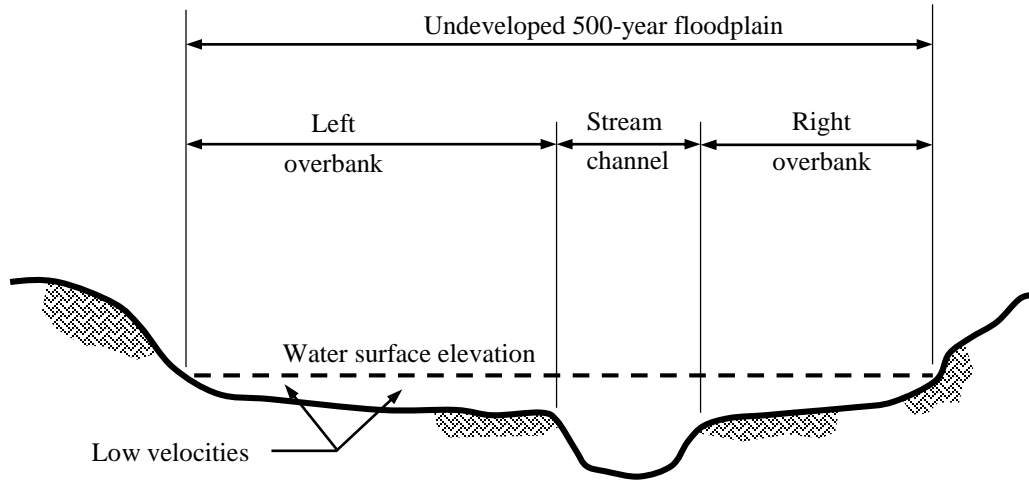 Undeveloped 500-year floodplain
Left
overbank
Stream
channel
Right
overbank
Water surface elevation
Low velocities